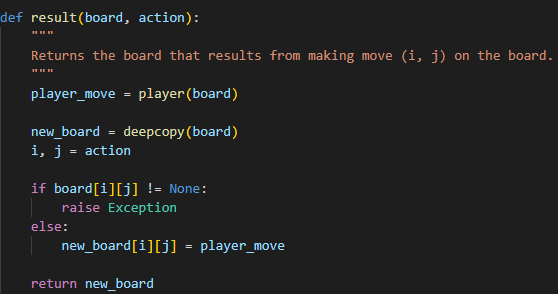 def result(board, action):
    """
    Returns the board that results from making move (i, j) on the board.
    """
    player_move = player(board)

    new_board = deepcopy(board)
    i, j = action

    if board[i][j] != None:
        raise Exception
    else:
        new_board[i][j] = player_move

    return new_board